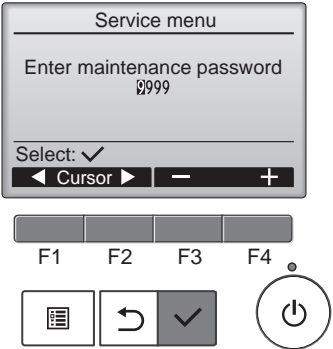 Service menu
Enter maintenance password
9999
Select:
Cursor
F1 F2 F3 F4